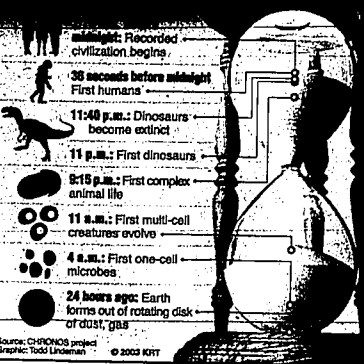 midnight: Recorded
civilization begins
36 seconds before midnight
First humans
11:40 p.m.: Dinosaurs
become extinct
11 p.m.: First dinosaurs
9:15 p.m.: First complex
animal life
11 a.m.: First multi-cell
creatures evolve
4 a.m.: First one-cell
microbes
24 hours ago: Earth
forms out of rotating disk
of dust, gas
Source: CHRONOS project
Graphic: Todd Lindeman © 2003 KRT